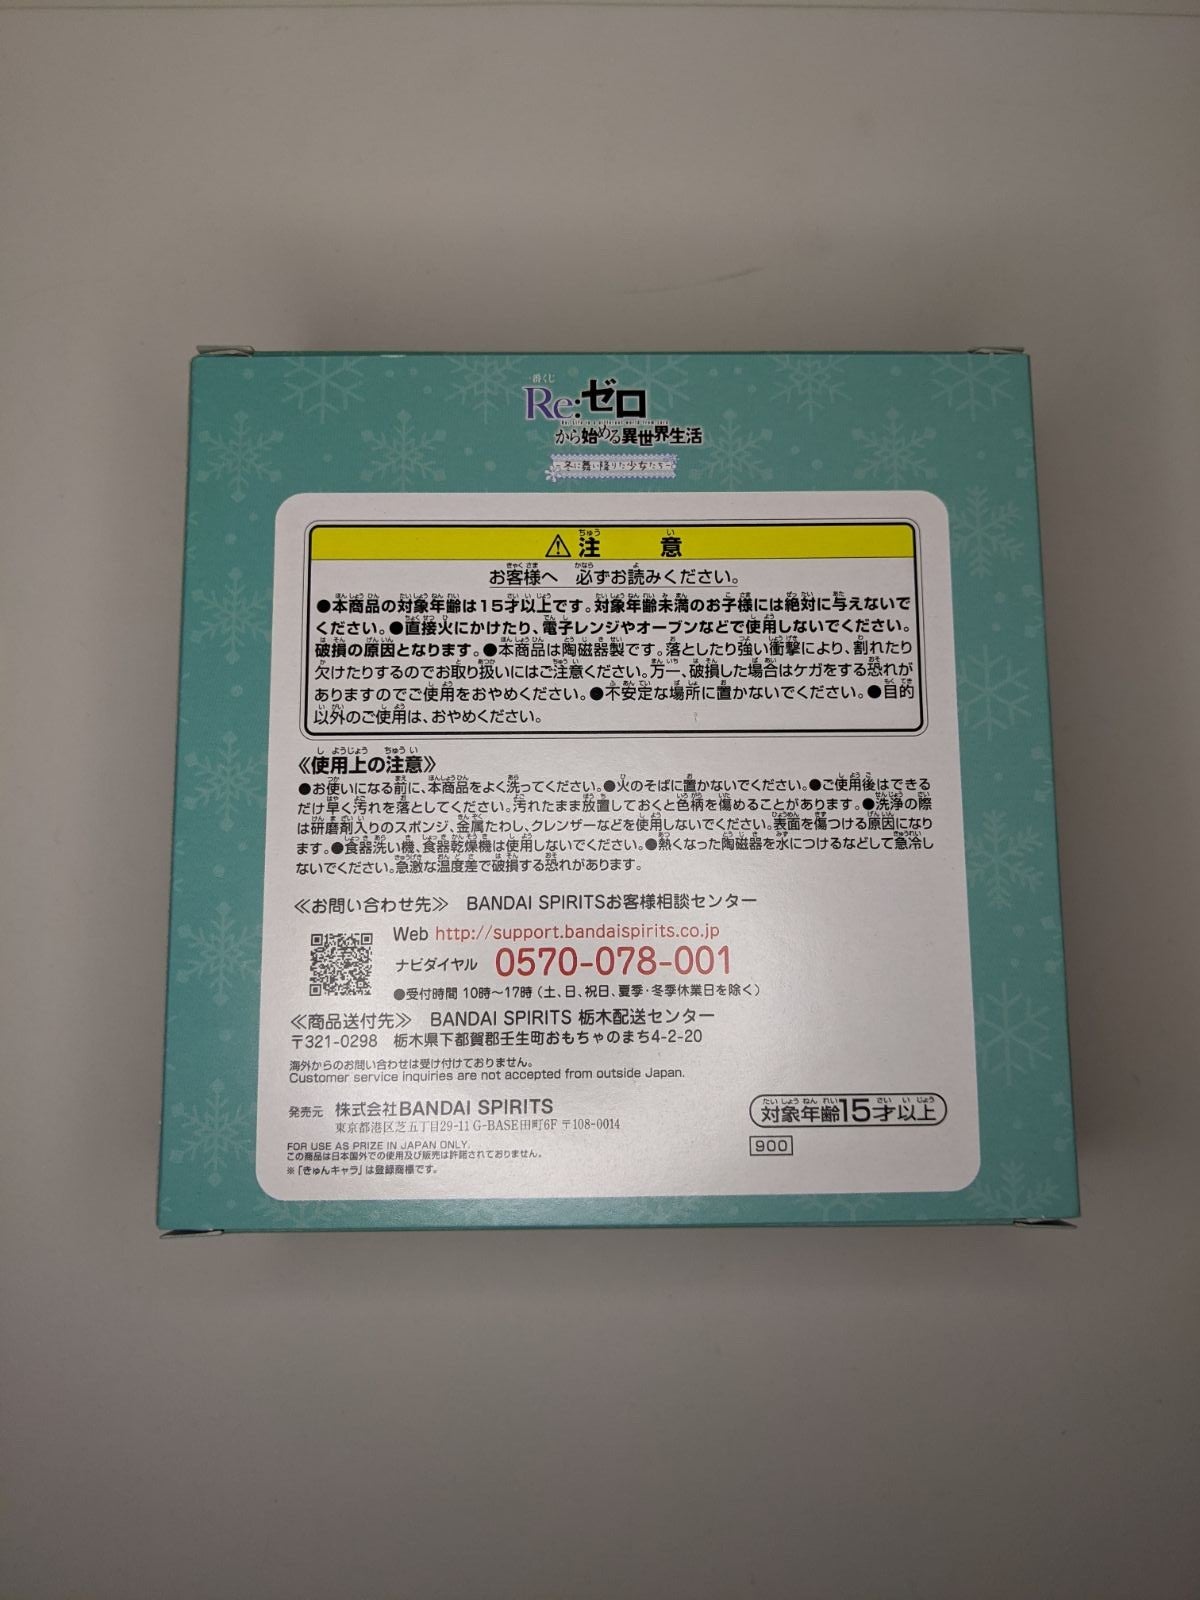 一番くじ
Re:ゼロ
から始める異世界生活
冬に舞い降りた少女たち
⚠注意
お客様へ 必ずお読みください。
●本商品の対象年齢は15才以上です。対象年齢未満のお子様には絶対に与えないで
ください。●直接火にかけたり、電子レンジやオーブンなどで使用しないでください。
破損の原因となります。●本商品は陶磁器製です。落としたり強い衝撃により、割れたり
欠けたりするのでお取り扱いにはご注意ください。万一、破損した場合はケガをする恐れが
ありますのでご使用をおやめください。●不安定な場所に置かないでください。●目的
以外のご使用は、おやめください。
《使用上の注意》
●お使いになる前に、本商品をよく洗ってください。●火のそばに置かないでください。●ご使用後はできる
だけ早く汚れを落としてください。汚れたまま放置しておくと色柄を傷めることがあります。●洗浄の際
は研磨剤入りのスポンジ、金属たわし、クレンザーなどを使用しないでください。表面を傷つける原因になり
ます。●食器洗い機、食器乾燥機は使用しないでください。●熱くなった陶磁器を水につけるなどして急冷し
ないでください。急激な温度差で破損する恐れがあります。
≪お問い合わせ先≫ BANDAI SPIRITSお客様相談センター
Web http://support.bandaispirits.co.jp
ナビダイヤル 0570-078-001
●受付時間 10時～17時（土、日、祝日、夏季・冬季休業日を除く）
≪商品送付先≫ BANDAI SPIRITS 栃木配送センター
〒321-0298 栃木県下都賀郡壬生町おもちゃのまち4-2-20
海外からのお問い合わせは受け付けておりません。
Customer service inquiries are not accepted from outside Japan.
発売元 株式会社BANDAI SPIRITS
東京都港区芝五丁目29-11 G-BASE田町6F 〒108-0014
対象年齢15才以上
FOR USE AS PRIZE IN JAPAN ONLY.
この商品は日本国外での使用及び販売は許諾されておりません。
※「きゅんキャラ」は登録商標です。
900